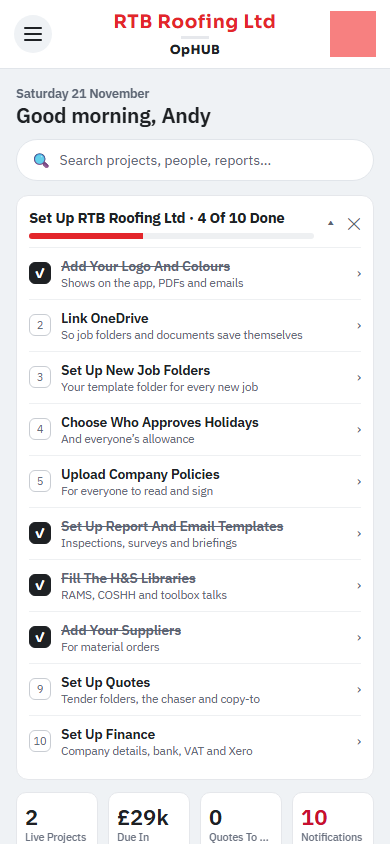 RTB Roofing Ltd
OpHUB
Saturday 21 November
Good morning, Andy
Search projects, people, reports...
Set Up RTB Roofing Ltd · 4 Of 10 Done
Add Your Logo And Colours
Shows on the app, PDFs and emails
2 Link OneDrive
So job folders and documents save themselves
3 Set Up New Job Folders
Your template folder for every new job
4 Choose Who Approves Holidays
And everyone's allowance
5 Upload Company Policies
For everyone to read and sign
Set Up Report And Email Templates
Inspections, surveys and briefings
Fill The H&S Libraries
RAMS, COSHH and toolbox talks
Add Your Suppliers
For material orders
9 Set Up Quotes
Tender folders, the chaser and copy-to
10 Set Up Finance
Company details, bank, VAT and Xero
2 £29k 0 10
Live Projects Due In Quotes To ... Notifications